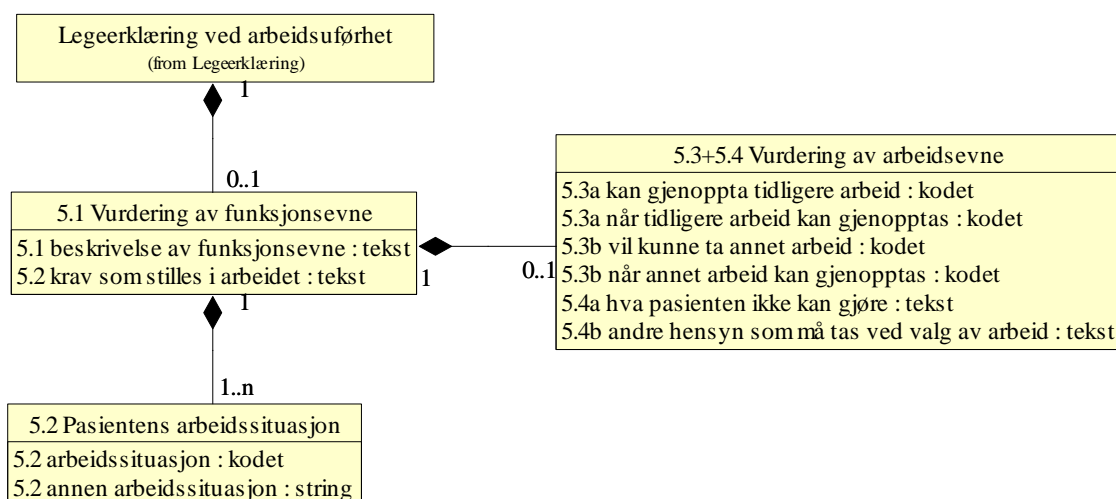 Legeerklæring ved arbeidsuførhet
(from Legeerklæring)
1
0..1
5.1 Vurdering av funksjonsevne
5.1 beskrivelse av funksjonsevne : tekst
5.2 krav som stilles i arbeidet : tekst
1
0..1
5.3+5.4 Vurdering av arbeidsevne
5.3a kan gjenoppta tidligere arbeid : kodet
5.3a når tidligere arbeid kan gjenopptas : kodet
5.3b vil kunne ta annet arbeid : kodet
5.3b når annet arbeid kan gjenopptas : kodet
5.4a hva pasienten ikke kan gjøre : tekst
5.4b andre hensyn som må tas ved valg av arbeid : tekst
1
1..n
5.2 Pasientens arbeidssituasjon
5.2 arbeidssituasjon : kodet
5.2 annen arbeidssituasjon : string